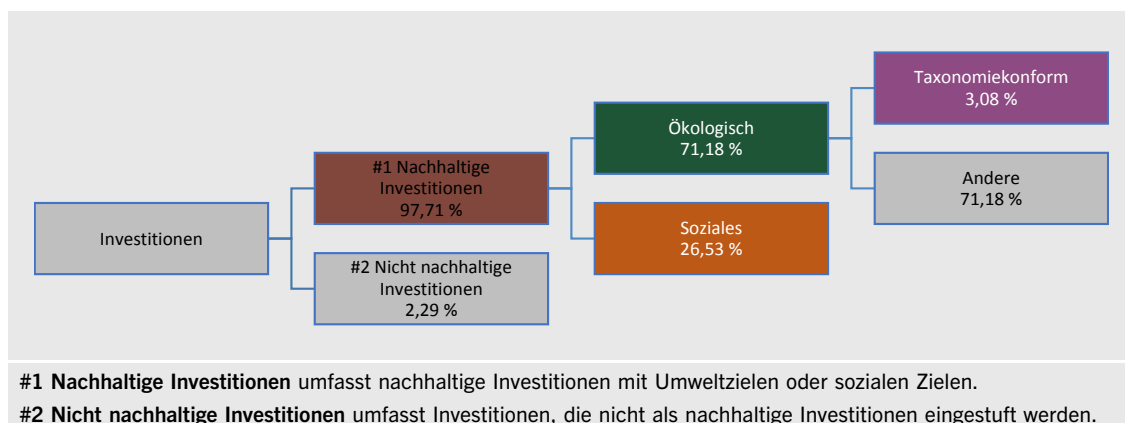 Investitionen
#1 Nachhaltige
Investitionen
97,71 %
#2 Nicht nachhaltige
Investitionen
2,29 %
Ökologisch
71,18 %
Soziales
26,53 %
Taxonomiekonform
3,08 %
Andere
71,18 %
#1 Nachhaltige Investitionen umfasst nachhaltige Investitionen mit Umweltzielen oder sozialen Zielen.
#2 Nicht nachhaltige Investitionen umfasst Investitionen, die nicht als nachhaltige Investitionen eingestuft werden.